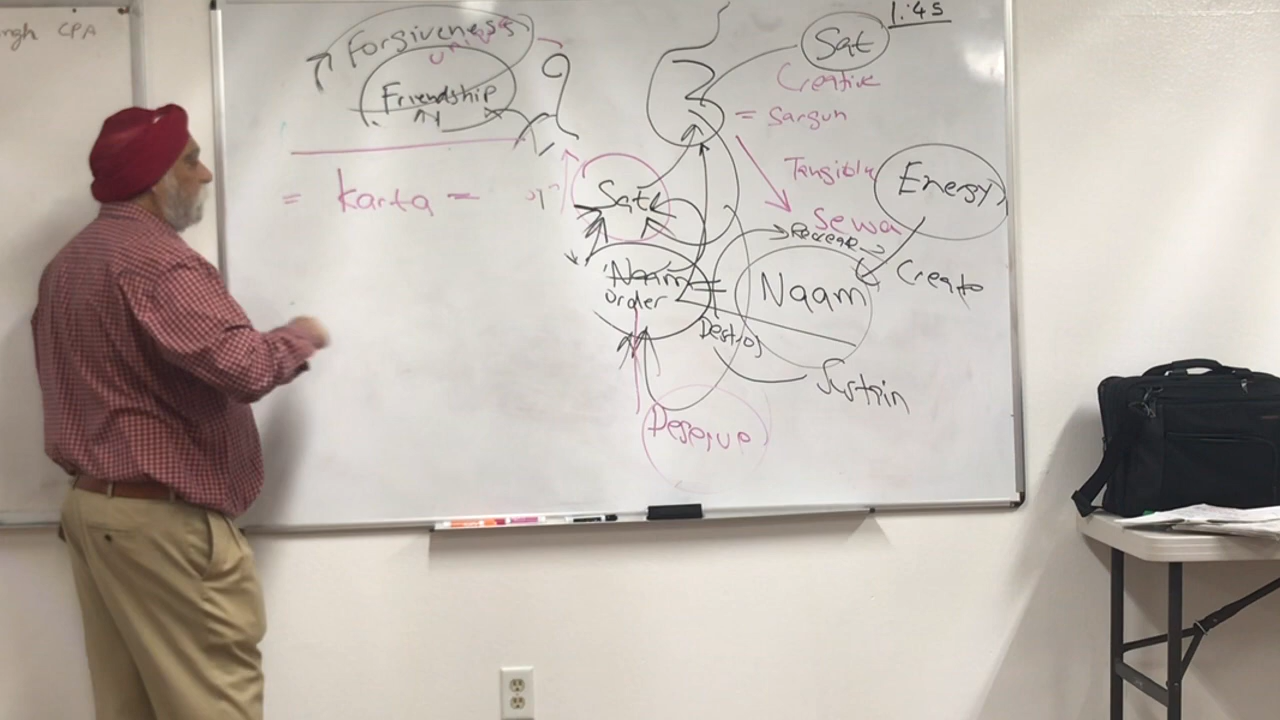 ngh CPA
Forgiveness
Friendship
= Karta =
1:45
Sat
Creative
= Sargun
Tangible
Energy
Sewa
Sat
Naam
order
Naam
Create
Destroy
Sustain
Deserve